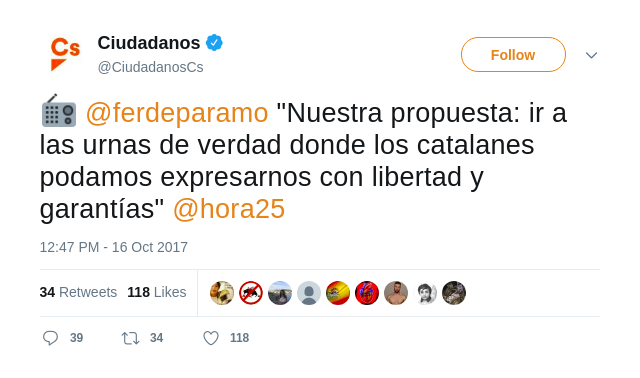 Cs
Ciudadanos
@CiudadanosCs
Follow
@ferdeparamo "Nuestra propuesta: ir a
las urnas de verdad donde los catalanes
podamos expresarnos con libertad y
garantías" @hora25
12:47 PM - 16 Oct 2017
34 Retweets 118 Likes
39 34 118